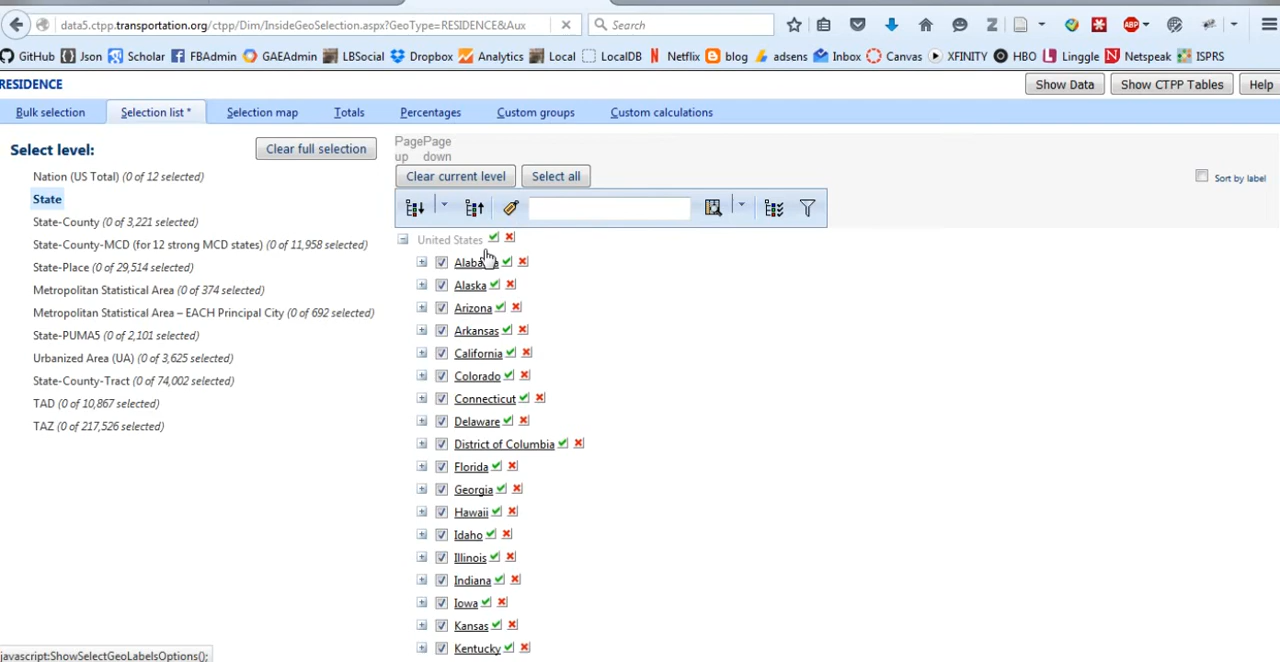 data5.ctpp.transportation.org/ctpp/Dim/InsideGeoSelection.aspx?GeoType=RESIDENCE&Aux Search ABP
GitHub Json Scholar FBAdmin GAEAdmin LBSocial Dropbox Analytics Local LocalDB Netflix blog adsens Inbox Canvas XFINITY HBO Linggle Netspeak ISPRS
RESIDENCE Show Data Show CTPP Tables Help
Bulk selection Selection list * Selection map Totals Percentages Custom groups Custom calculations
Select level: Clear full selection
Nation (US Total) (0 of 12 selected)
State
State-County (0 of 3,221 selected)
State-County-MCD (for 12 strong MCD states) (0 of 11,958 selected)
State-Place (0 of 29,514 selected)
Metropolitan Statistical Area (0 of 374 selected)
Metropolitan Statistical Area – EACH Principal City (0 of 692 selected)
State-PUMA5 (0 of 2,101 selected)
Urbanized Area (UA) (0 of 3,625 selected)
State-County-Tract (0 of 74,002 selected)
TAD (0 of 10,867 selected)
TAZ (0 of 217,526 selected)
PagePage
up down
Clear current level Select all
Sort by label
United States
Alabama
Alaska
Arizona
Arkansas
California
Colorado
Connecticut
Delaware
District of Columbia
Florida
Georgia
Hawaii
Idaho
Illinois
Indiana
Iowa
Kansas
Kentucky
javascript:ShowSelectGeoLabelsOptions();